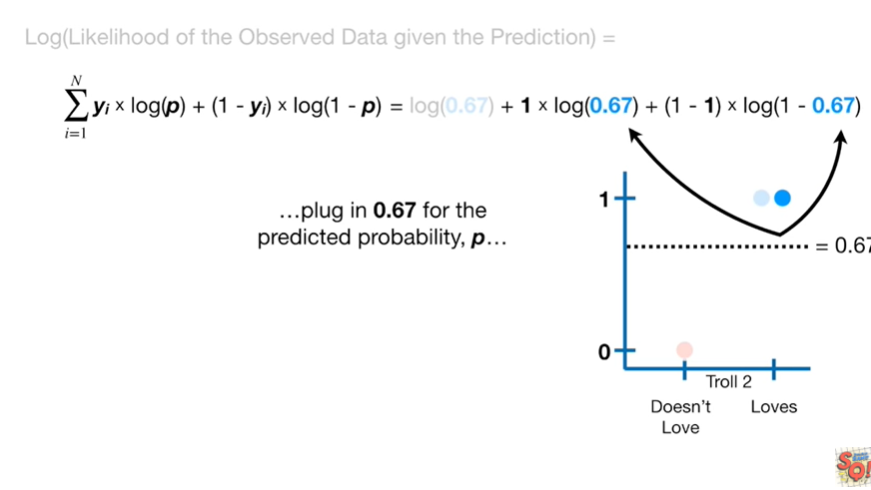 Log(Likelihood of the Observed Data given the Prediction) =
N
∑ yᵢ × log(p) + (1 - yᵢ) × log(1 - p) = log(0.67) + 1 × log(0.67) + (1 - 1) × log(1 - 0.67)
i=1
…plug in 0.67 for the
predicted probability, p…
1
= 0.67
0
Troll 2
Doesn't Loves
Love
SQ!